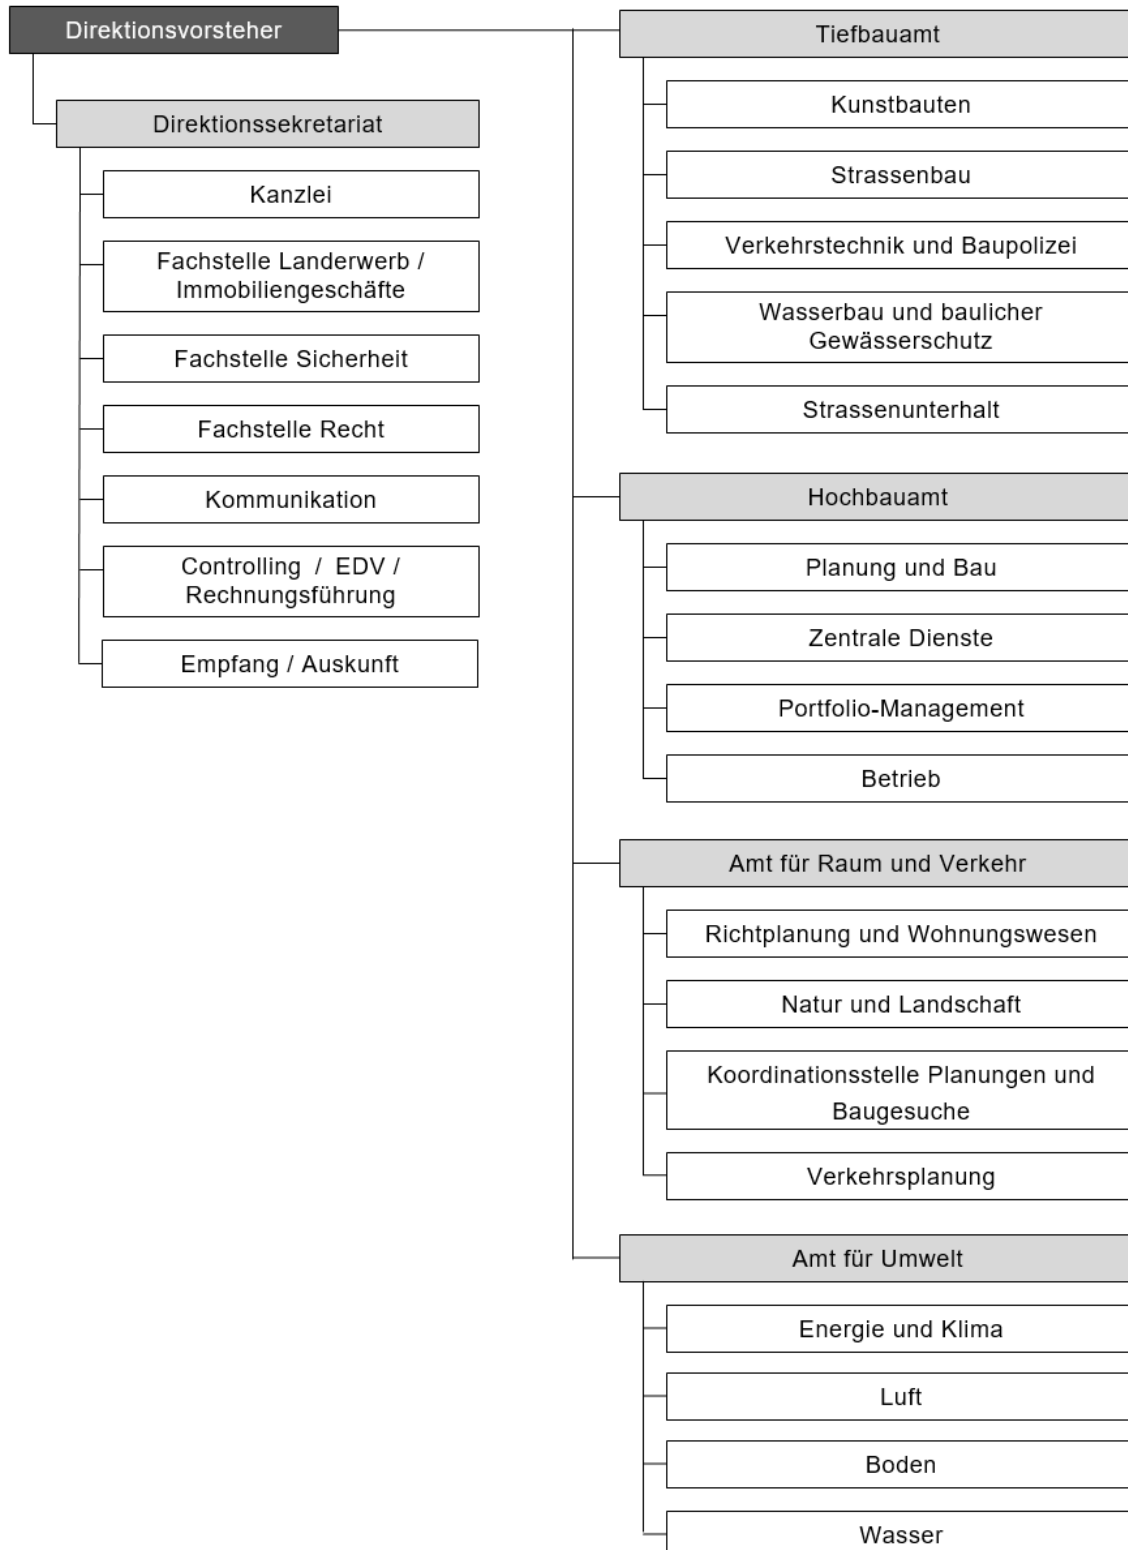 Direktionsvorsteher
Direktionssekretariat
Kanzlei
Fachstelle Landerwerb /
Immobiliengeschäfte
Fachstelle Sicherheit
Fachstelle Recht
Kommunikation
Controlling / EDV /
Rechnungsführung
Empfang / Auskunft
Tiefbauamt
Kunstbauten
Strassenbau
Verkehrstechnik und Baupolizei
Wasserbau und baulicher
Gewässerschutz
Strassenunterhalt
Hochbauamt
Planung und Bau
Zentrale Dienste
Portfolio-Management
Betrieb
Amt für Raum und Verkehr
Richtplanung und Wohnungswesen
Natur und Landschaft
Koordinationsstelle Planungen und
Baugesuche
Verkehrsplanung
Amt für Umwelt
Energie und Klima
Luft
Boden
Wasser